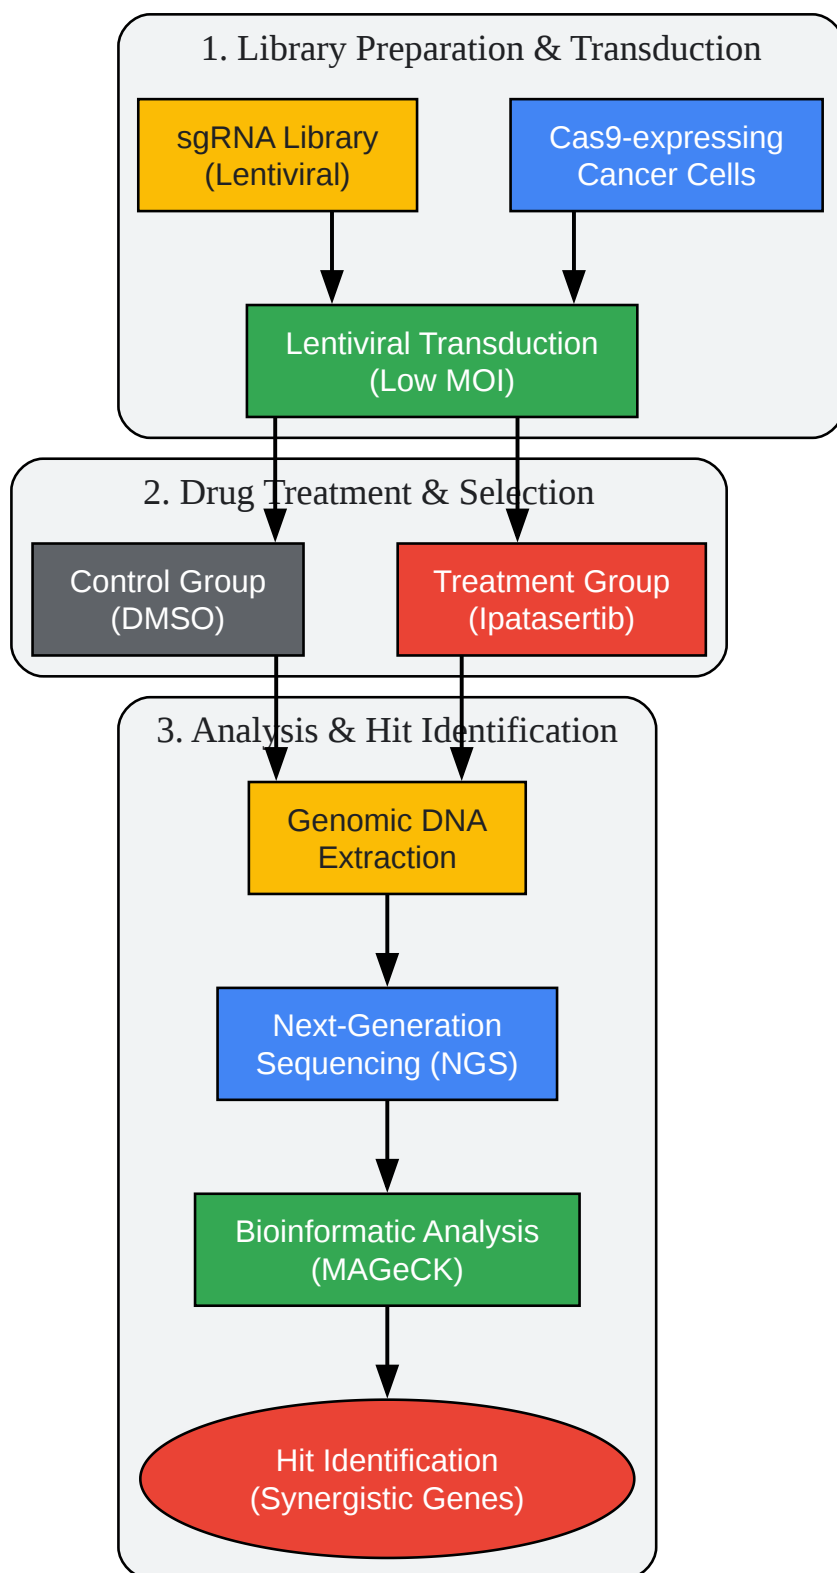 1. Library Preparation & Transduction
sgRNA Library
(Lentiviral)
Cas9-expressing
Cancer Cells
Lentiviral Transduction
(Low MOI)
2. Drug Treatment & Selection
Control Group
(DMSO)
Treatment Group
(Ipatasertib)
3. Analysis & Hit Identification
Genomic DNA
Extraction
Next-Generation
Sequencing (NGS)
Bioinformatic Analysis
(MAGeCK)
Hit Identification
(Synergistic Genes)